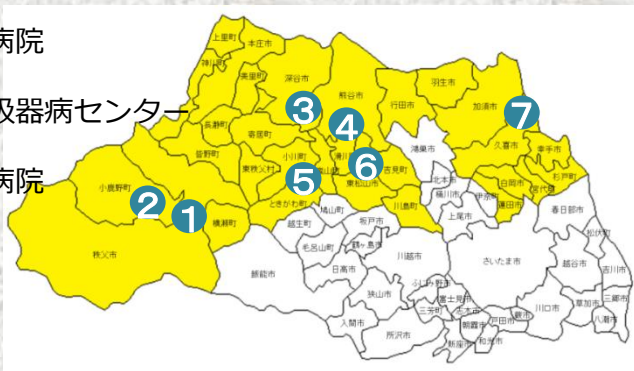 病院
吸器病センター
病院
上里町
本庄市
神川町
美里町
深谷市
熊谷市
羽生市
行田市
加須市
長瀞町
寄居町
皆野町
小川町
滑川
東秩父村
吉見町
鴻巣市
久喜市
幸手市
杉戸町
宮代
白岡市
蓮田市
伊奈町
北本市
桶川市
上尾市
春日部市
小鹿野町
秩父市
横瀬町
ときがわ町
東松山市
川島町
鳩山町
越生町
毛呂山町
坂戸市
鶴ヶ島市
日高市
飯能市
川越市
さいたま市
狭山市
入間市
所沢市
ふじみ野市
三芳町
富士見市
志木市
新座市
朝霞市
和光市
戸田市
蕨市
川口市
越谷市
松伏町
吉川市
三郷市
草加市
八潮市
①
②
③
④
⑤
⑥
⑦